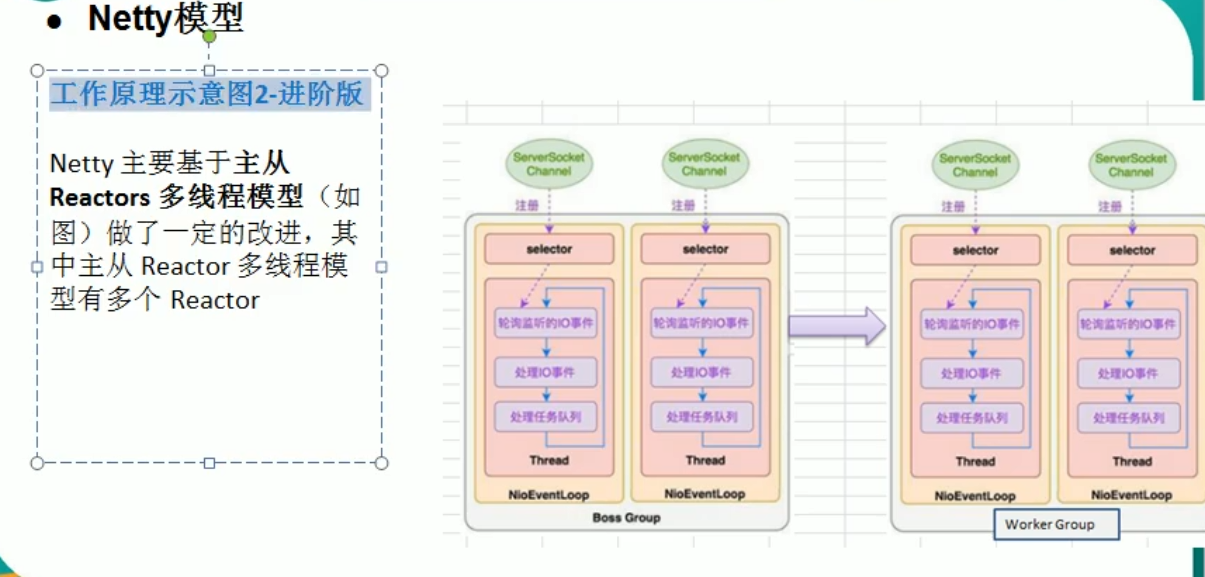 ● Netty模型
工作原理示意图2-进阶版
Netty 主要基于主从
Reactors 多线程模型（如
图）做了一定的改进，其
中主从 Reactor 多线程模
型有多个 Reactor
ServerSocket
Channel
注册
selector
轮询监听的IO事件
处理IO事件
处理任务队列
Thread
NioEventLoop
ServerSocket
Channel
注册
selector
轮询监听的IO事件
处理IO事件
处理任务队列
Thread
NioEventLoop
Boss Group
ServerSocket
Channel
注册
selector
轮询监听的IO事件
处理IO事件
处理任务队列
Thread
NioEventLoop
ServerSocket
Channel
注册
selector
轮询监听的IO事件
处理IO事件
处理任务队列
Thread
NioEventLoop
Worker Group